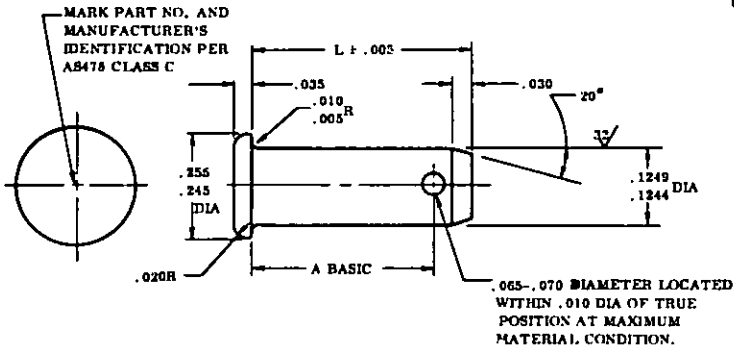 MARK PART NO. AND
MANUFACTURER'S
IDENTIFICATION PER
AS478 CLASS C
L ± .003
.035
.010
.005 R
.030
20°
32
.255
.245
DIA
.1249
.1244 DIA
.020R
A BASIC
.065-.070 DIAMETER LOCATED
WITHIN .010 DIA OF TRUE
POSITION AT MAXIMUM
MATERIAL CONDITION.